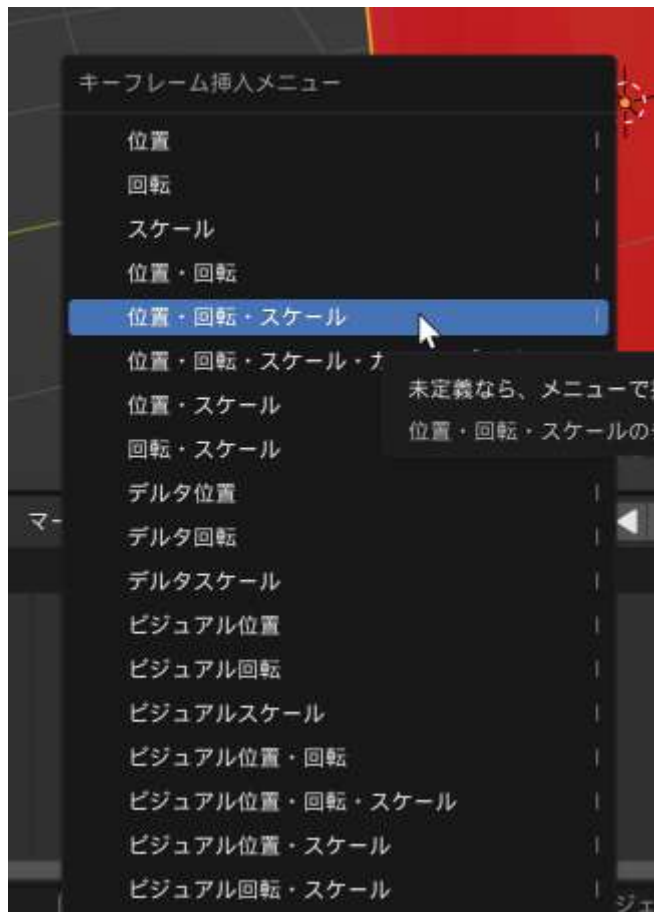 キーフレーム挿入メニュー
位置
回転
スケール
位置・回転
位置・回転・スケール
位置・回転・スケール・カ
未定義なら、メニューで
位置・スケール
位置・回転・スケールの
回転・スケール
デルタ位置
マー
デルタ回転
デルタスケール
ビジュアル位置
ビジュアル回転
ビジュアルスケール
ビジュアル位置・回転
ビジュアル位置・回転・スケール
ビジュアル位置・スケール
ビジュアル回転・スケール
ジェ